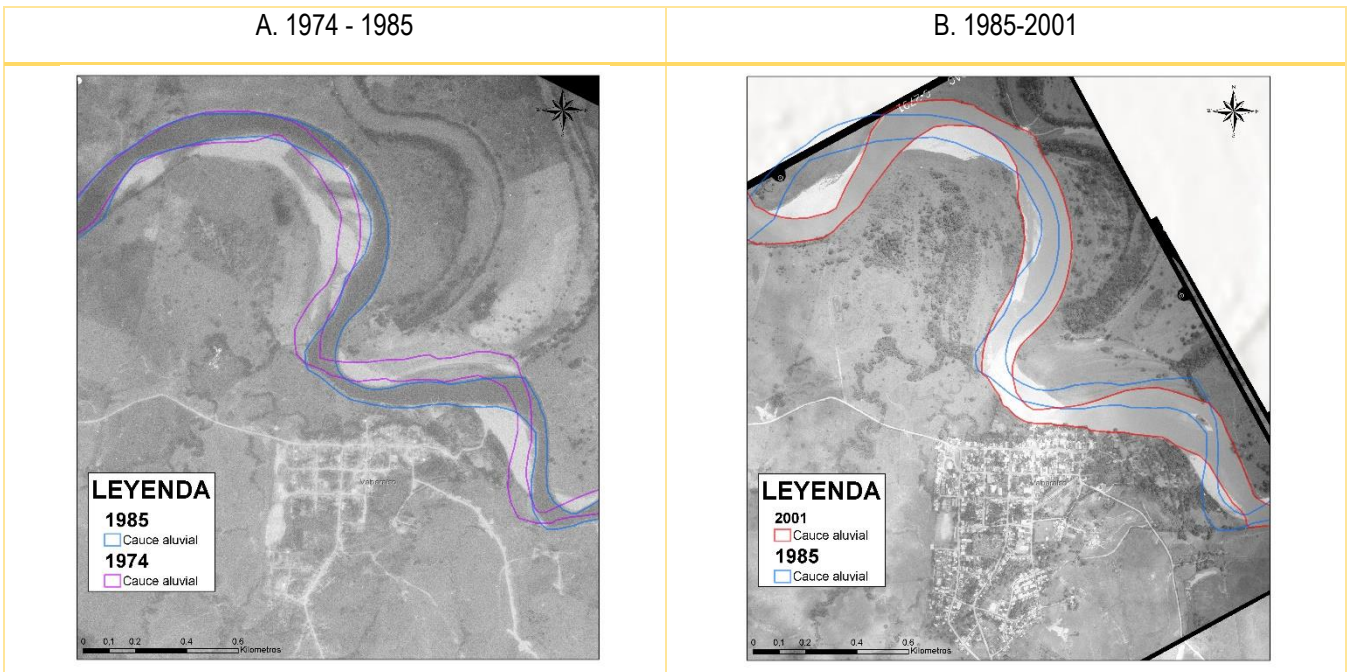 A. 1974 - 1985
B. 1985-2001
LEYENDA
1985
Cauce aluvial
1974
Cauce aluvial
0 0.1 0.2 0.4 0.6
Kilometros
LEYENDA
2001
Cauce aluvial
1985
Cauce aluvial
0 0.1 0.2 0.4 0.6
Kilometros